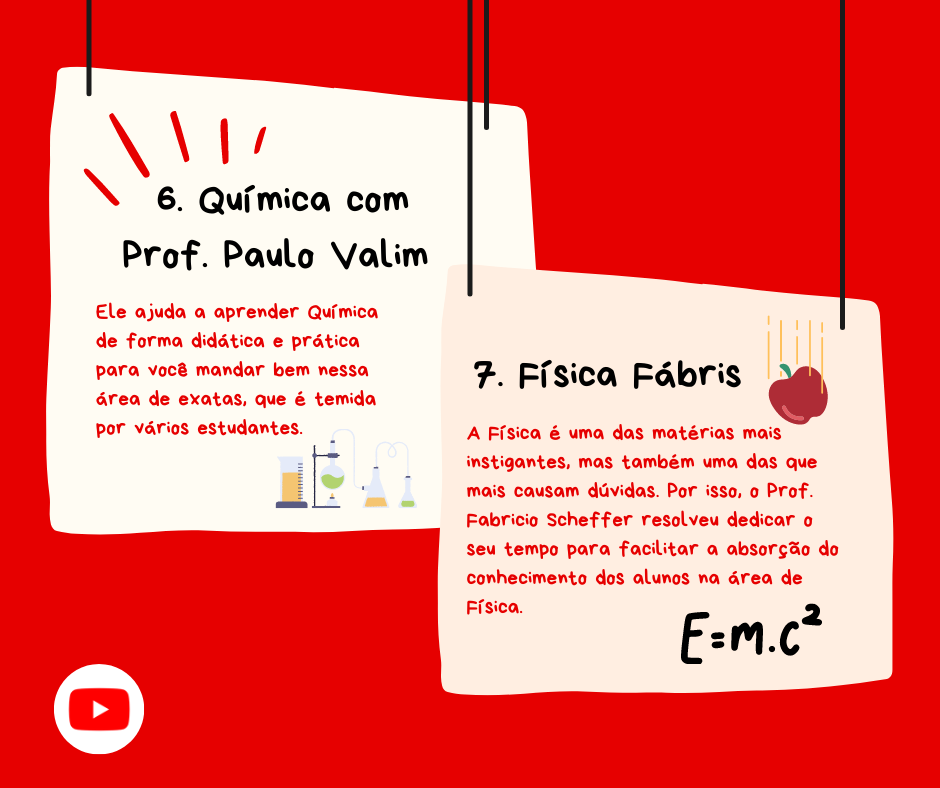 6. Química com
Prof. Paulo Valim
Ele ajuda a aprender Química
de forma didática e prática
para você mandar bem nessa
área de exatas, que é temida
por vários estudantes.
7. Física Fábris
A Física é uma das matérias mais
instigantes, mas também uma das que
mais causam dúvidas. Por isso, o Prof.
Fabricio Scheffer resolveu dedicar o
seu tempo para facilitar a absorção do
conhecimento dos alunos na área de
Física.
E=m.c²